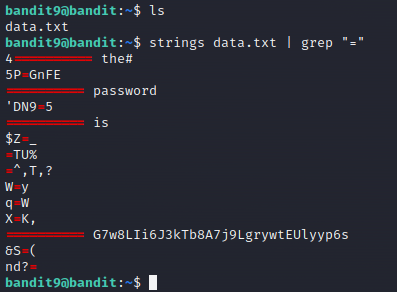 bandit9@bandit:~$ ls
data.txt
bandit9@bandit:~$ strings data.txt | grep "="
4========== the#
5P=GnFE
========== password
'DN9=5
========== is
$Z=_
=TU%
=^,T,?
W=y
q=W
X=K,
========== G7w8LIi6J3kTb8A7j9LgrywtEUlyyp6s
&S=(
nd?=
bandit9@bandit:~$